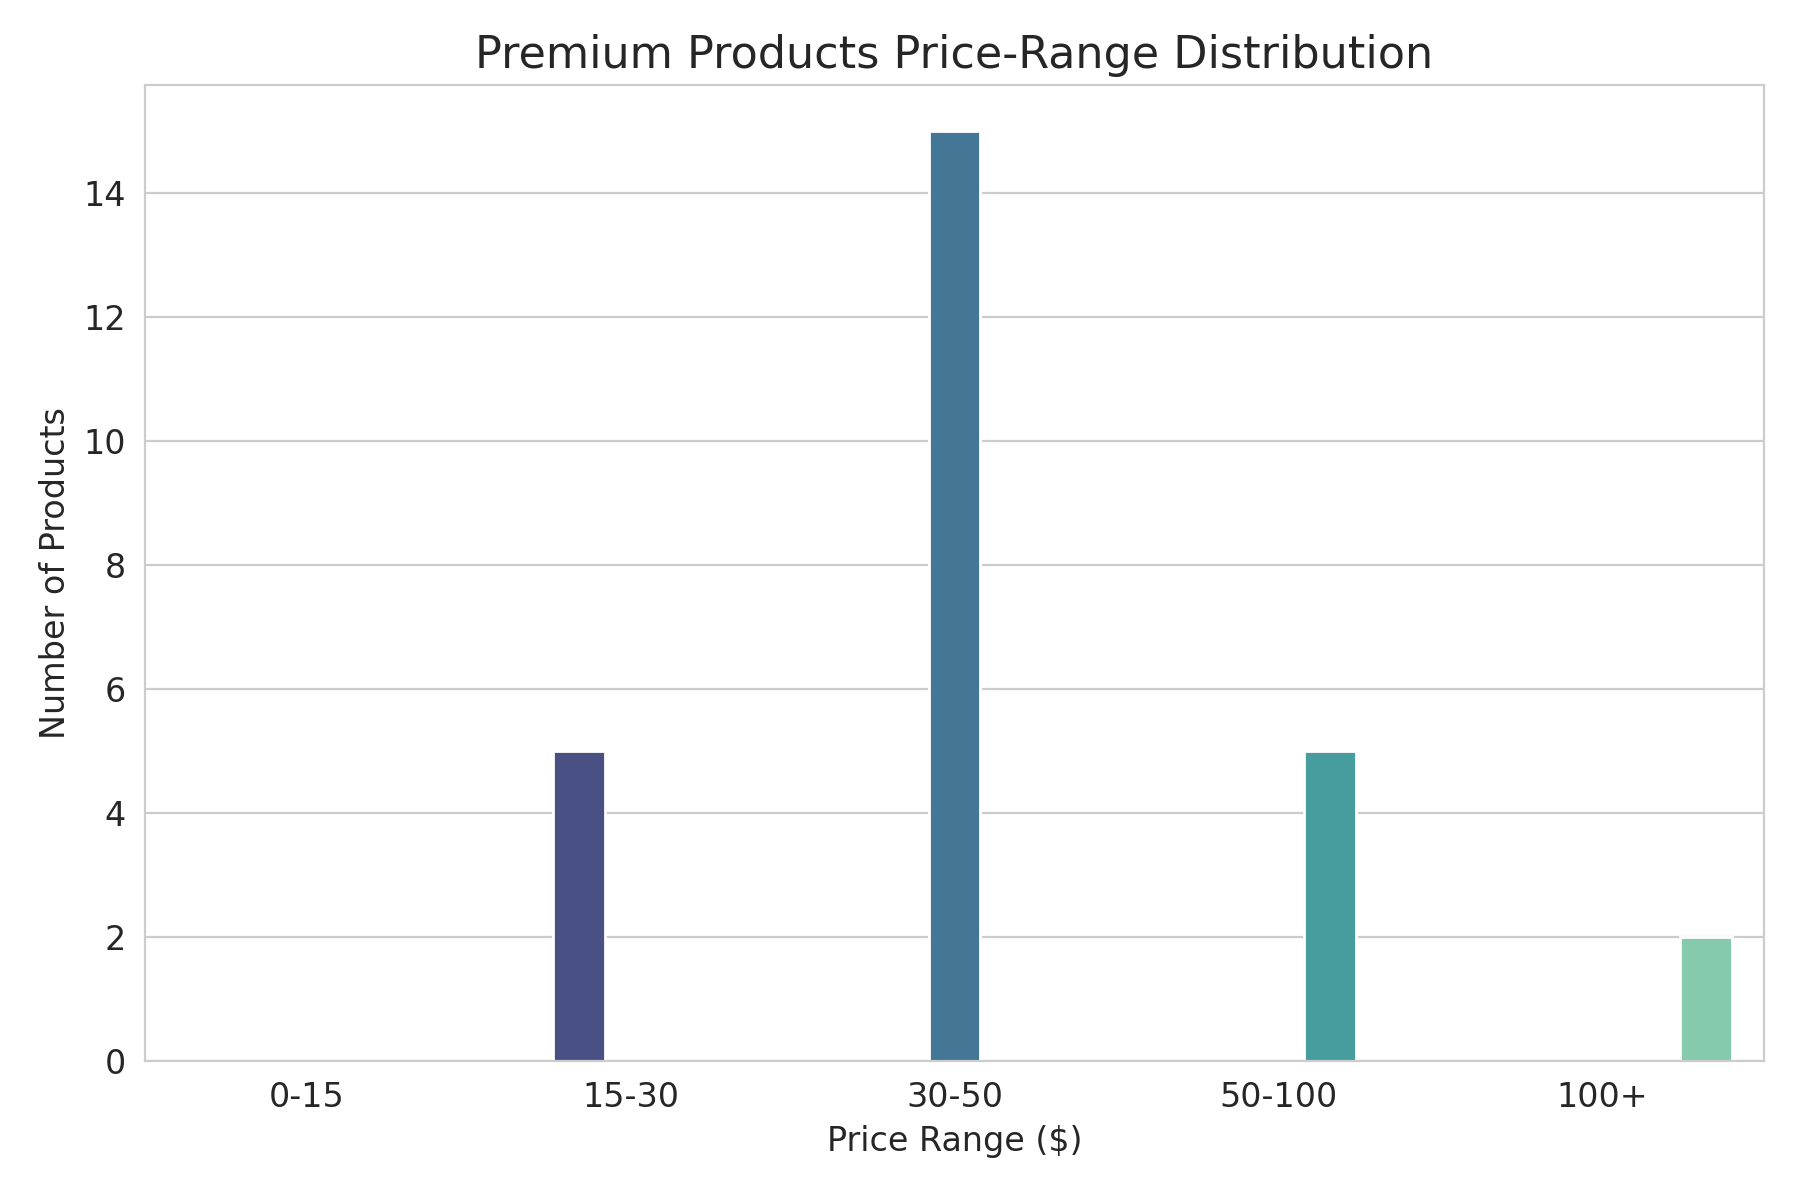 Premium Products Price-Range Distribution
Number of Products
14
12
10
8
6
4
2
0
0-15 15-30 30-50 50-100 100+
Price Range ($)